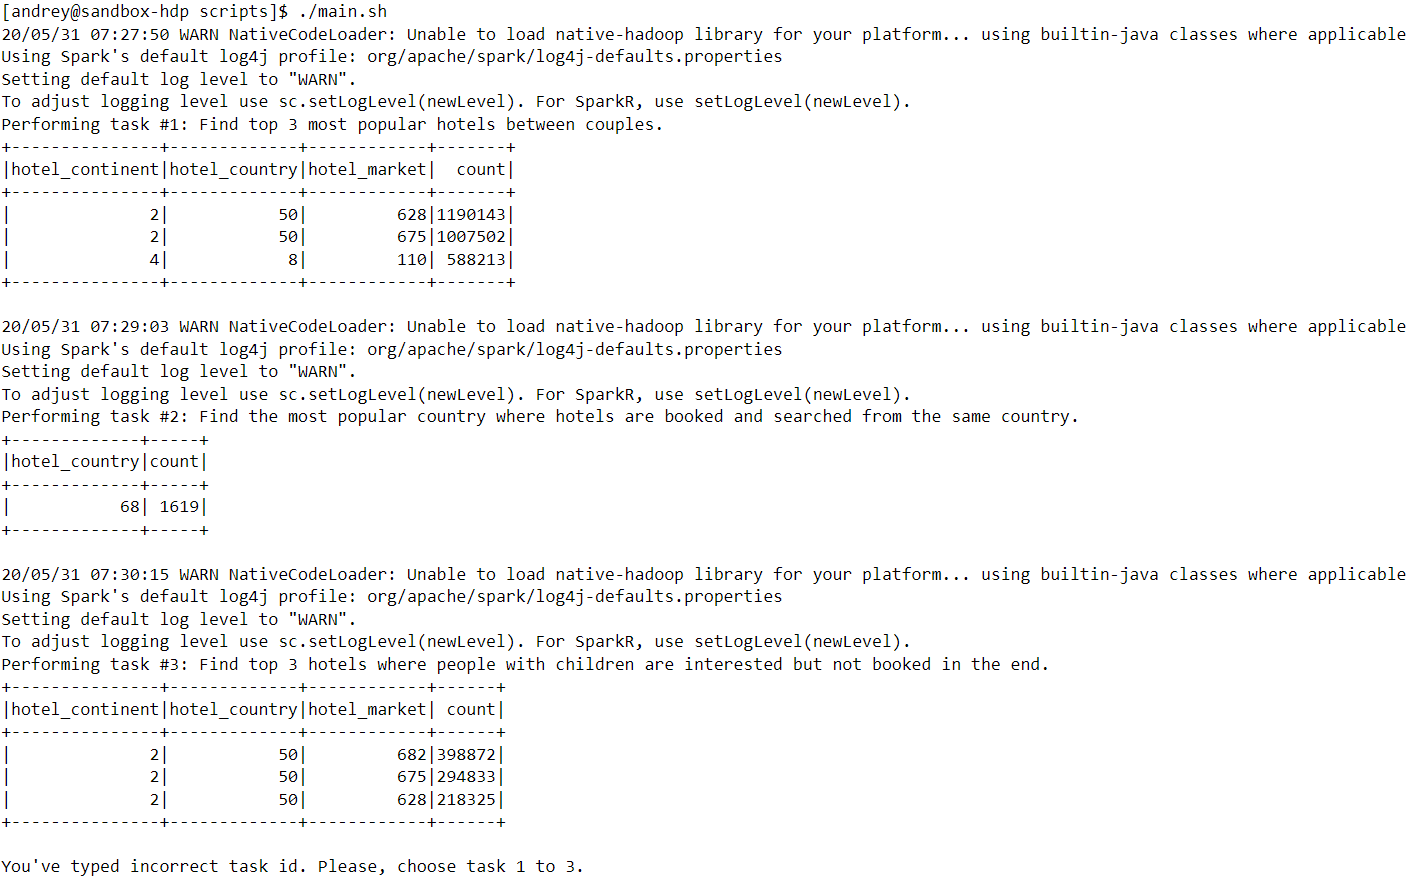 [andrey@sandbox-hdp scripts]$ ./main.sh
20/05/31 07:27:50 WARN NativeCodeLoader: Unable to load native-hadoop library for your platform... using builtin-java classes where applicable
Using Spark's default log4j profile: org/apache/spark/log4j-defaults.properties
Setting default log level to "WARN".
To adjust logging level use sc.setLogLevel(newLevel). For SparkR, use setLogLevel(newLevel).
Performing task #1: Find top 3 most popular hotels between couples.
+---------------+-------------+------------+-------+
|hotel_continent|hotel_country|hotel_market|  count|
+---------------+-------------+------------+-------+
|              2|           50|         628|1190143|
|              2|           50|         675|1007502|
|              4|            8|         110| 588213|
+---------------+-------------+------------+-------+

20/05/31 07:29:03 WARN NativeCodeLoader: Unable to load native-hadoop library for your platform... using builtin-java classes where applicable
Using Spark's default log4j profile: org/apache/spark/log4j-defaults.properties
Setting default log level to "WARN".
To adjust logging level use sc.setLogLevel(newLevel). For SparkR, use setLogLevel(newLevel).
Performing task #2: Find the most popular country where hotels are booked and searched from the same country.
+-------------+-----+
|hotel_country|count|
+-------------+-----+
|           68| 1619|
+-------------+-----+

20/05/31 07:30:15 WARN NativeCodeLoader: Unable to load native-hadoop library for your platform... using builtin-java classes where applicable
Using Spark's default log4j profile: org/apache/spark/log4j-defaults.properties
Setting default log level to "WARN".
To adjust logging level use sc.setLogLevel(newLevel). For SparkR, use setLogLevel(newLevel).
Performing task #3: Find top 3 hotels where people with children are interested but not booked in the end.
+---------------+-------------+------------+------+
|hotel_continent|hotel_country|hotel_market| count|
+---------------+-------------+------------+------+
|              2|           50|         682|398872|
|              2|           50|         675|294833|
|              2|           50|         628|218325|
+---------------+-------------+------------+------+

You've typed incorrect task id. Please, choose task 1 to 3.